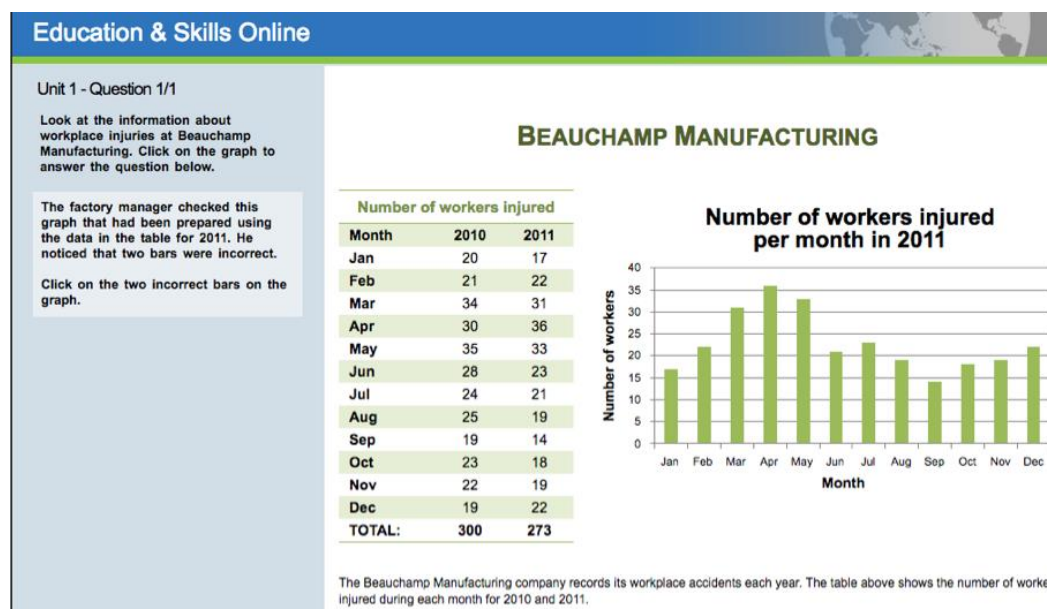 Education & Skills Online
Unit 1 - Question 1/1
Look at the information about
workplace injuries at Beauchamp
Manufacturing. Click on the graph to
answer the question below.
The factory manager checked this
graph that had been prepared using
the data in the table for 2011. He
noticed that two bars were incorrect.
Click on the two incorrect bars on the
graph.
BEAUCHAMP MANUFACTURING
Number of workers injured
Month 2010 2011
Jan 20 17
Feb 21 22
Mar 34 31
Apr 30 36
May 35 33
Jun 28 23
Jul 24 21
Aug 25 19
Sep 19 14
Oct 23 18
Nov 22 19
Dec 19 22
TOTAL: 300 273
Number of workers injured
per month in 2011
Number of workers
40
35
30
25
20
15
10
5
0
Jan Feb Mar Apr May Jun Jul Aug Sep Oct Nov Dec
Month
The Beauchamp Manufacturing company records its workplace accidents each year. The table above shows the number of worke
injured during each month for 2010 and 2011.